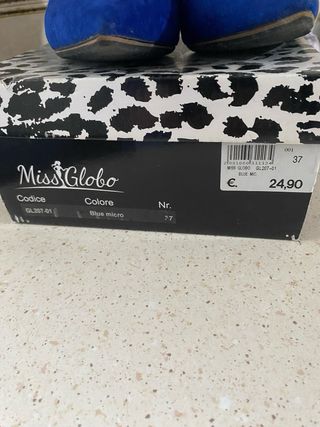 Miss Globo
Codice Colore Nr.
GL207-01 Blue micro 37
001
37
MISS GLOBO GL207-01
BLUE MIC.
€. 24,90